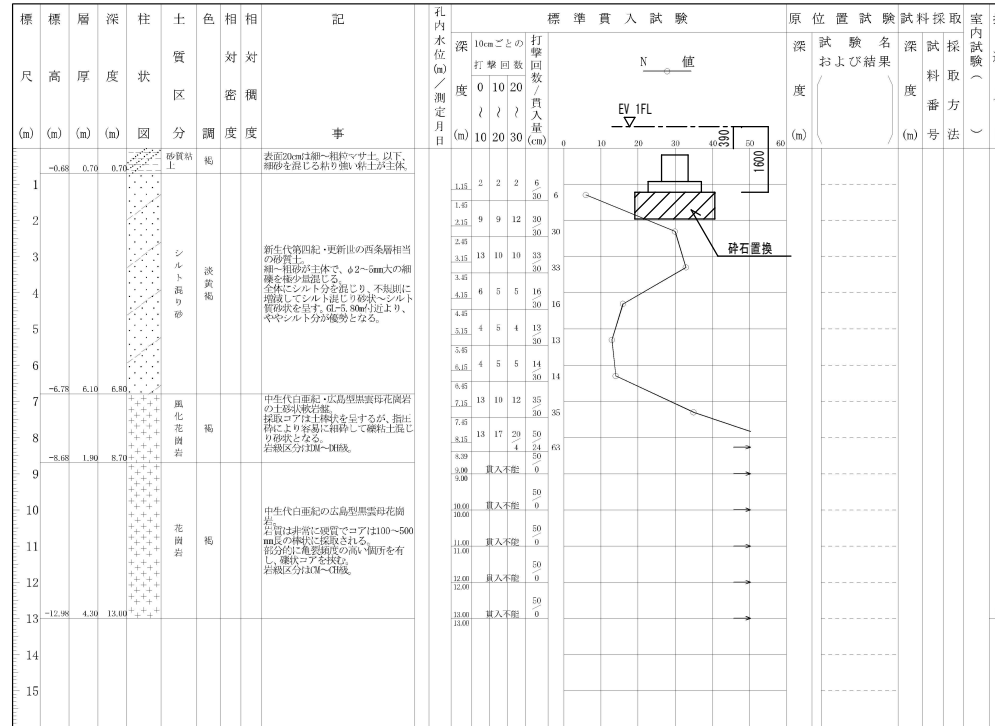 標尺 (m)
標高 (m)
層厚 (m)
深度 (m)
柱状図
土質区分
色調
相対密度
相対稠度
記事
孔内水位(m)／測定月日
標準貫入試験
深度 (m)
10cmごとの打撃回数
0 10 20
〜 〜 〜
10 20 30
打撃回数／貫入量 (cm)
N 値
0 10 20 30 40 50 60
原位置試験
深度 (m)
試験名および結果
試料採取
深度 (m)
試料番号
採取方法
室内試験（ ）
EV 1FL
390
1600
砕石置換
-0.68 0.70 0.70
砂質粘土
褐
表面20cmは細〜粗粒マサ土。以下、
細砂を混じる粘り強い粘土が主体。
1
2
3
4
5
6
-6.78 6.10 6.80
シルト混り砂
淡黄褐
新生代第四紀・更新世の西条層相当
の砂質土。
細〜粗砂が主体で、φ2〜5mm大の細
礫を極少量混じる。
全体にシルト分を混じり、不規則に
増減してシルト混じり砂状〜シルト
質砂状を呈す。GL-5.80m付近より、
ややシルト分が優勢となる。
7
8
-8.68 1.90 8.70
風化花崗岩
褐
中生代白亜紀・広島型黒雲母花崗岩
の土砂状軟岩盤。
採取コアは土棒状を呈するが、指圧
砕により容易に細砕して礫粘土混じ
り砂状となる。
岩級区分はDM〜DH級。
9
10
11
12
13
-12.98 4.30 13.00
花崗岩
褐
中生代白亜紀の広島型黒雲母花崗
岩。
岩質は非常に硬質でコアは100〜500
mm長の棒状に採取される。
部分的に亀裂頻度の高い個所を有
し、礫状コアを挟む。
岩級区分はCM〜CH級。
14
15
1.15 2 2 2 6/30 6
1.45
2.15 9 9 12 30/30 30
2.45
3.15 13 10 10 33/30 33
3.45
4.15 6 5 5 16/30 16
4.45
5.15 4 5 4 13/30 13
5.45
6.15 4 5 5 14/30 14
6.45
7.15 13 10 12 35/30 35
7.45
8.15 13 17 20/4 50/24 63
8.39
9.00 貫入不能 50/0
9.00
10.00 貫入不能 50/0
10.00
11.00 貫入不能 50/0
11.00
12.00 貫入不能 50/0
12.00
13.00 貫入不能 50/0
13.00